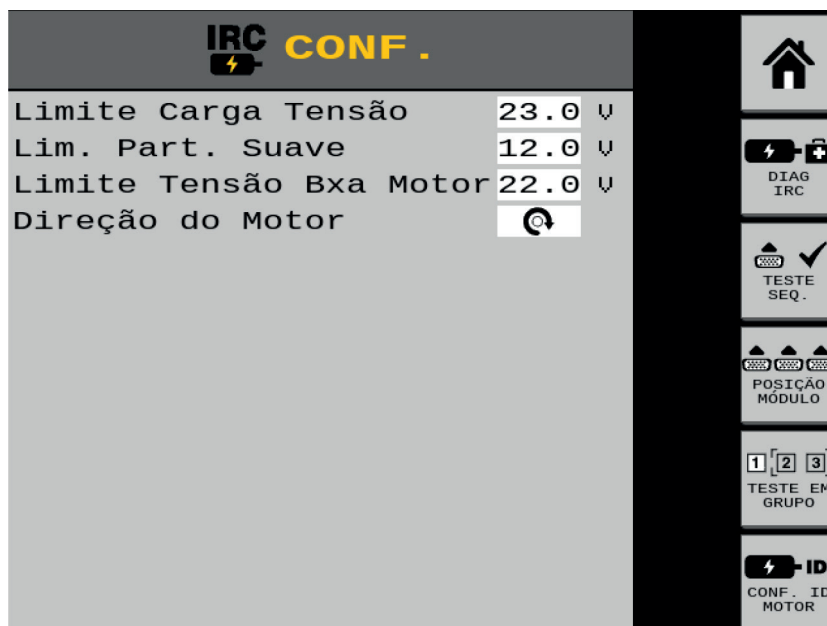 IRC CONF.
Limite Carga Tensão 23.0 V
Lim. Part. Suave 12.0 V
Limite Tensão Bxa Motor 22.0 V
Direção do Motor
DIAG
IRC
TESTE
SEQ.
POSIÇÃO
MÓDULO
1 2 3
TESTE EM
GRUPO
ID
CONF. ID
MOTOR